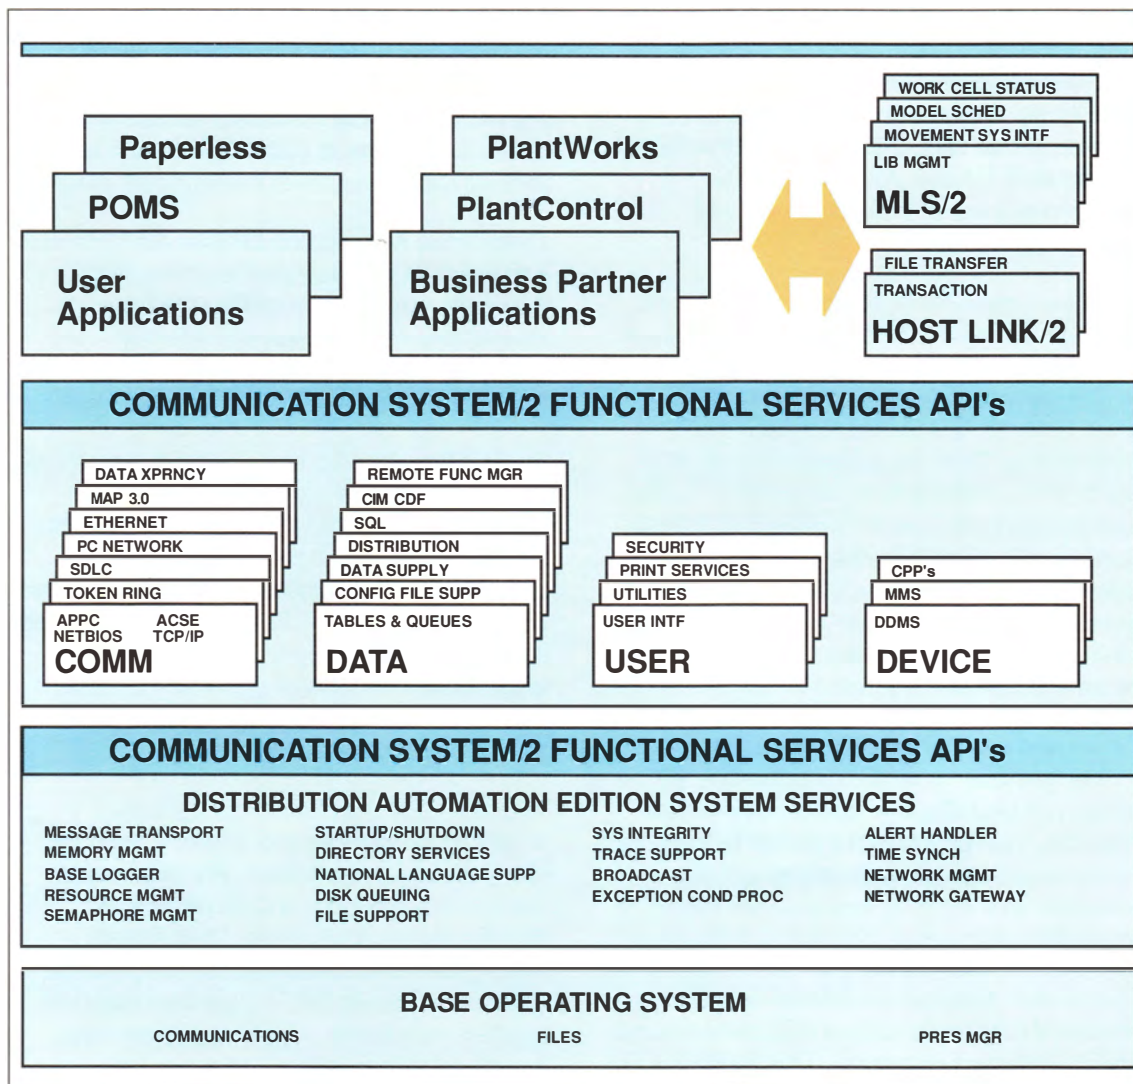 Paperless
POMS
User
Applications
PlantWorks
PlantControl
Business Partner
Applications
WORK CELL STATUS
MODEL SCHED
MOVEMENT SYS INTF
LIB MGMT
MLS/2
FILE TRANSFER
TRANSACTION
HOST LINK/2
COMMUNICATION SYSTEM/2 FUNCTIONAL SERVICES API's
DATA XPRNCY
MAP 3.0
ETHERNET
PC NETWORK
SDLC
TOKEN RING
APPC ACSE
NETBIOS TCP/IP
COMM
REMOTE FUNC MGR
CIM CDF
SQL
DISTRIBUTION
DATA SUPPLY
CONFIG FILE SUPP
TABLES & QUEUES
DATA
SECURITY
PRINT SERVICES
UTILITIES
USER INTF
USER
CPP's
MMS
DDMS
DEVICE
COMMUNICATION SYSTEM/2 FUNCTIONAL SERVICES API's
DISTRIBUTION AUTOMATION EDITION SYSTEM SERVICES
MESSAGE TRANSPORT
MEMORY MGMT
BASE LOGGER
RESOURCE MGMT
SEMAPHORE MGMT
STARTUP/SHUTDOWN
DIRECTORY SERVICES
NATIONAL LANGUAGE SUPP
DISK QUEUING
FILE SUPPORT
SYS INTEGRITY
TRACE SUPPORT
BROADCAST
EXCEPTION COND PROC
ALERT HANDLER
TIME SYNCH
NETWORK MGMT
NETWORK GATEWAY
BASE OPERATING SYSTEM
COMMUNICATIONS FILES PRES MGR